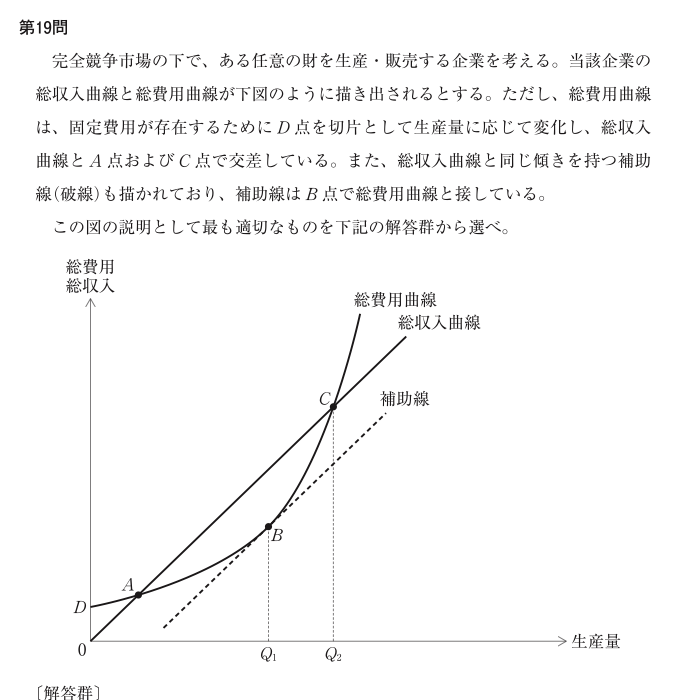 第19問
完全競争市場の下で、ある任意の財を生産・販売する企業を考える。当該企業の
総収入曲線と総費用曲線が下図のように描き出されるとする。ただし、総費用曲線
は、固定費用が存在するためにD点を切片として生産量に応じて変化し、総収入
曲線とA点およびC点で交差している。また、総収入曲線と同じ傾きを持つ補助
線(破線)も描かれており、補助線はB点で総費用曲線と接している。
この図の説明として最も適切なものを下記の解答群から選べ。
総費用
総収入
総費用曲線
総収入曲線
C
補助線
B
A
D
0
Q₁
Q₂
生産量
〔解答群〕